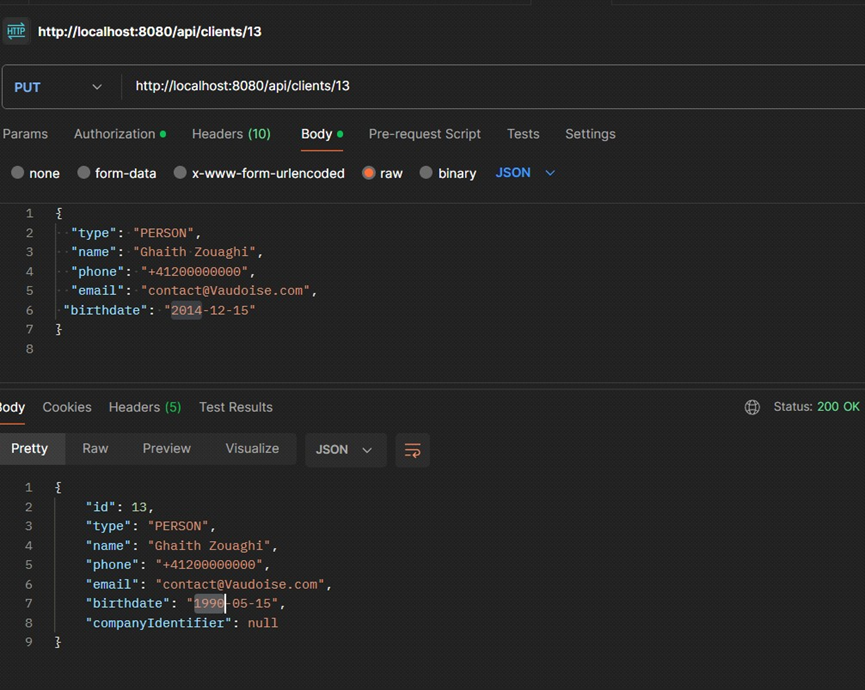 HTTP http://localhost:8080/api/clients/13
PUT http://localhost:8080/api/clients/13
Params Authorization Headers (10) Body Pre-request Script Tests Settings
none form-data x-www-form-urlencoded raw binary JSON
1 {
2 "type": "PERSON",
3 "name": "Ghaith Zouaghi",
4 "phone": "+41200000000",
5 "email": "contact@Vaudoise.com",
6 "birthdate": "2014-12-15"
7 }
8
Body Cookies Headers (5) Test Results Status: 200 OK
Pretty Raw Preview Visualize JSON
1 {
2 "id": 13,
3 "type": "PERSON",
4 "name": "Ghaith Zouaghi",
5 "phone": "+41200000000",
6 "email": "contact@Vaudoise.com",
7 "birthdate": "1990-05-15",
8 "companyIdentifier": null
9 }